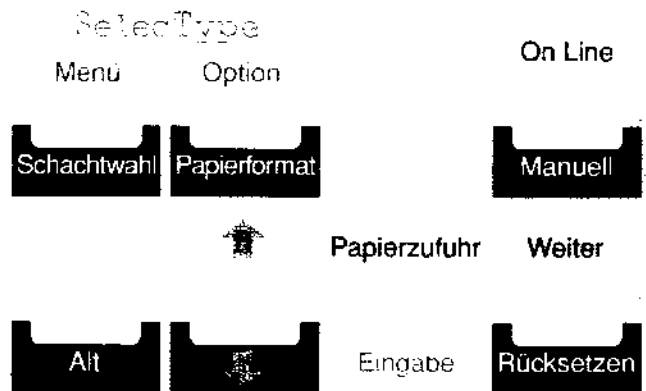 SelecType
Menü Option On Line
Schachtwahl Papierformat Manuell
Papierzufuhr Weiter
Alt Eingabe Rücksetzen